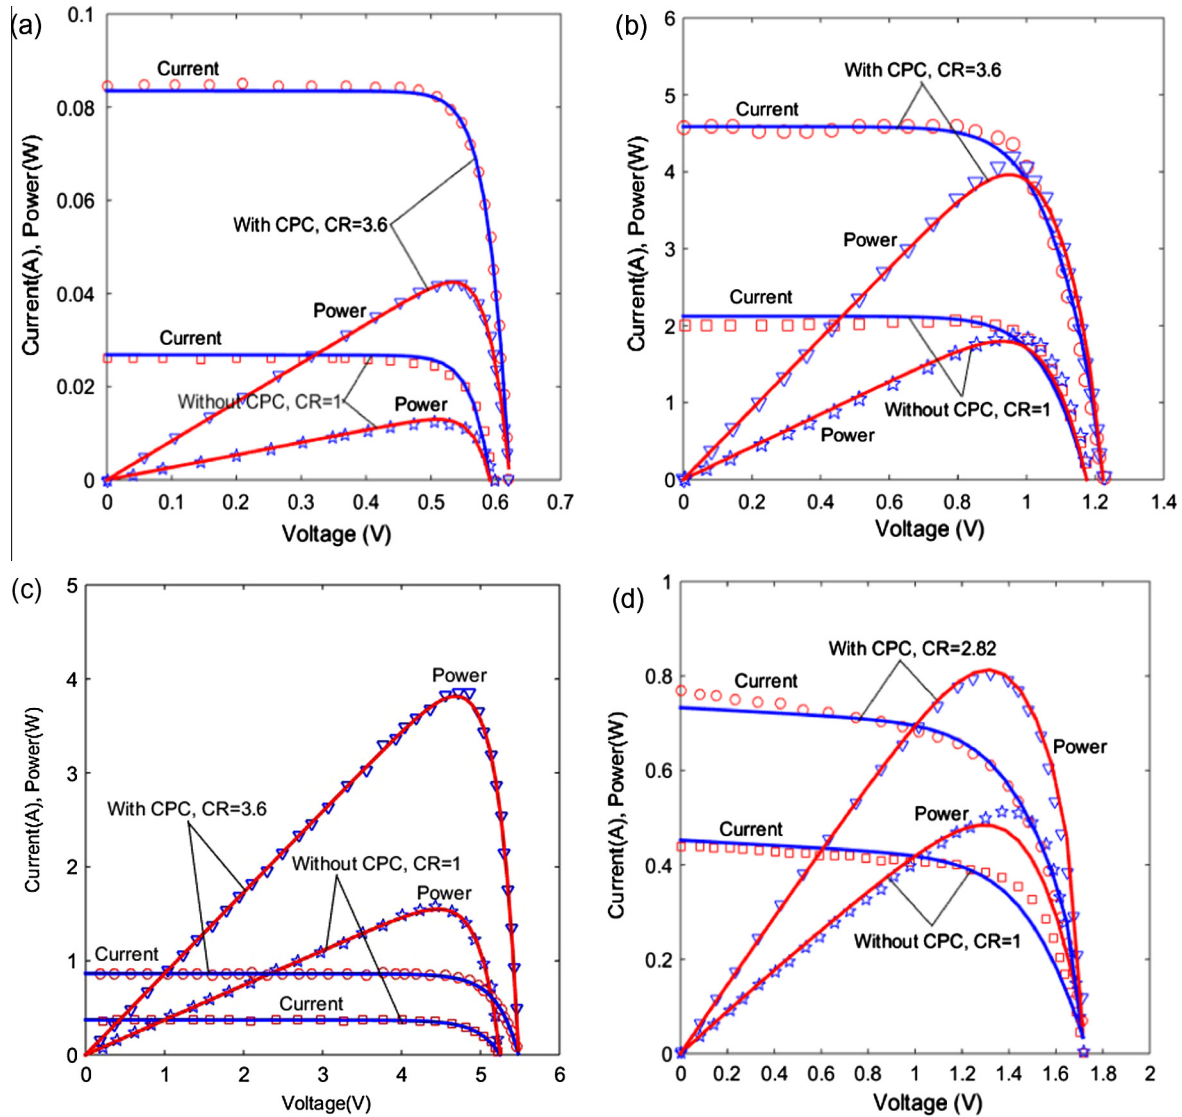 (a)
0.1
0.08
0.06
0.04
0.02
0
Current(A), Power(W)
Current
With CPC, CR=3.6
Power
Current
Without CPC, CR=1
Power
0 0.1 0.2 0.3 0.4 0.5 0.6 0.7
Voltage (V)
(b)
6
5
4
3
2
1
0
Current(A), Power(W)
With CPC, CR=3.6
Current
Power
Current
Without CPC, CR=1
Power
0 0.2 0.4 0.6 0.8 1 1.2 1.4
Voltage (V)
(c)
5
4
3
2
1
0
Current(A), Power(W)
Power
With CPC, CR=3.6
Without CPC, CR=1
Power
Current
Current
0 1 2 3 4 5 6
Voltage(V)
(d)
1
0.8
0.6
0.4
0.2
0
Current(A), Power(W)
With CPC, CR=2.82
Current
Power
Power
Current
Without CPC, CR=1
0 0.2 0.4 0.6 0.8 1 1.2 1.4 1.6 1.8 2
Voltage (V)